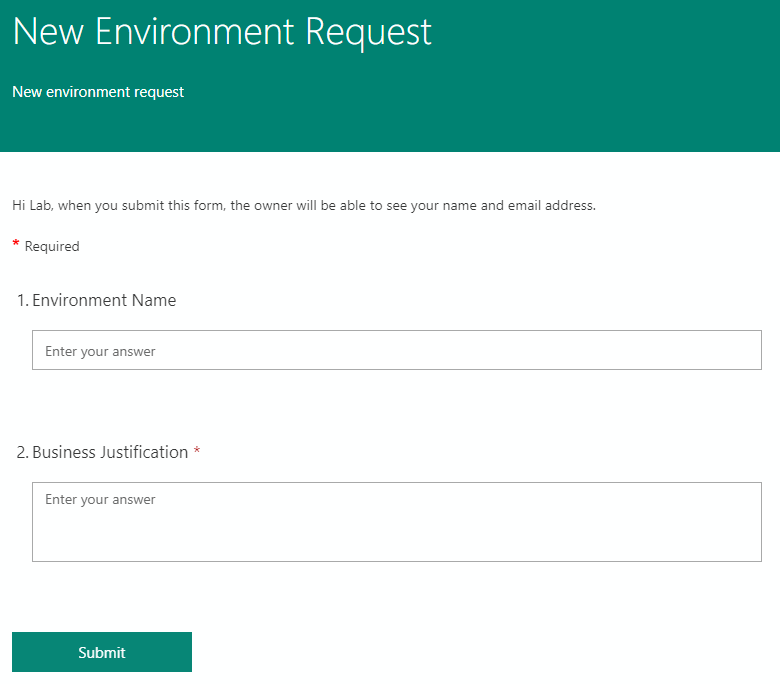 New Environment Request
New environment request
Hi Lab, when you submit this form, the owner will be able to see your name and email address.
* Required
1. Environment Name
Enter your answer
2. Business Justification *
Enter your answer
Submit